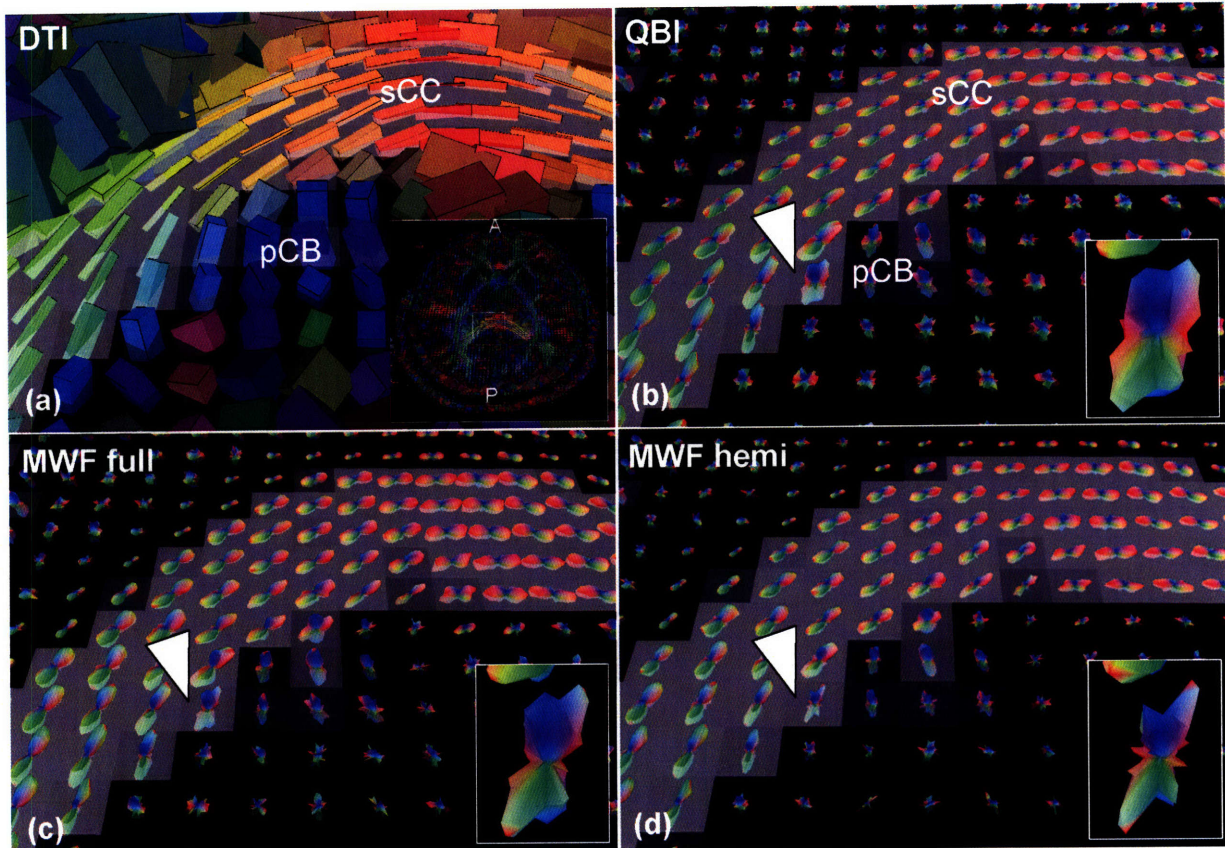 DTI
sCC
pCB
A
P
(a)
QBI
sCC
pCB
(b)
MWF full
(c)
MWF hemi
(d)